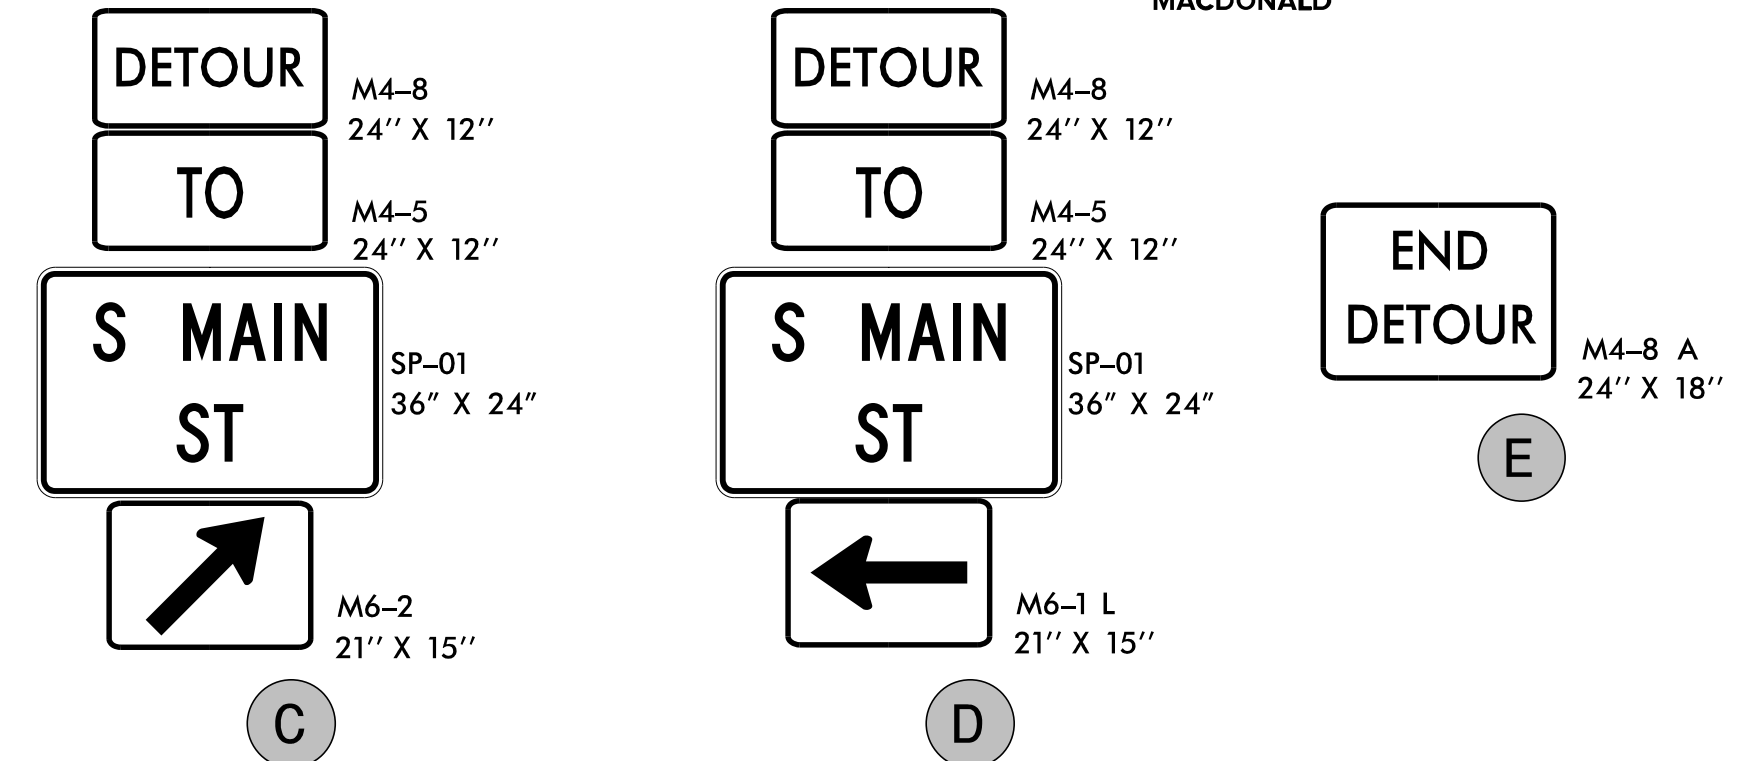 MACDONALD
DETOUR
M4–8
24'' X 12''
TO
M4–5
24'' X 12''
S MAIN
ST
SP–01
36" X 24"
M6–2
21'' X 15''
C
DETOUR
M4–8
24'' X 12''
TO
M4–5
24'' X 12''
S MAIN
ST
SP–01
36" X 24"
M6–1 L
21'' X 15''
D
END
DETOUR
M4–8 A
24'' X 18''
E